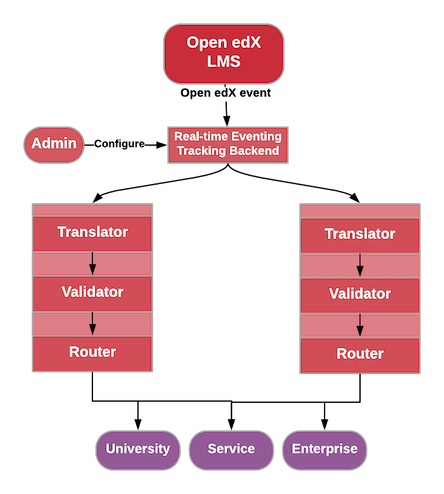 Open edX
LMS
Open edX event
Admin
Configure
Real-time Eventing
Tracking Backend
Translator
Validator
Router
Translator
Validator
Router
University
Service
Enterprise